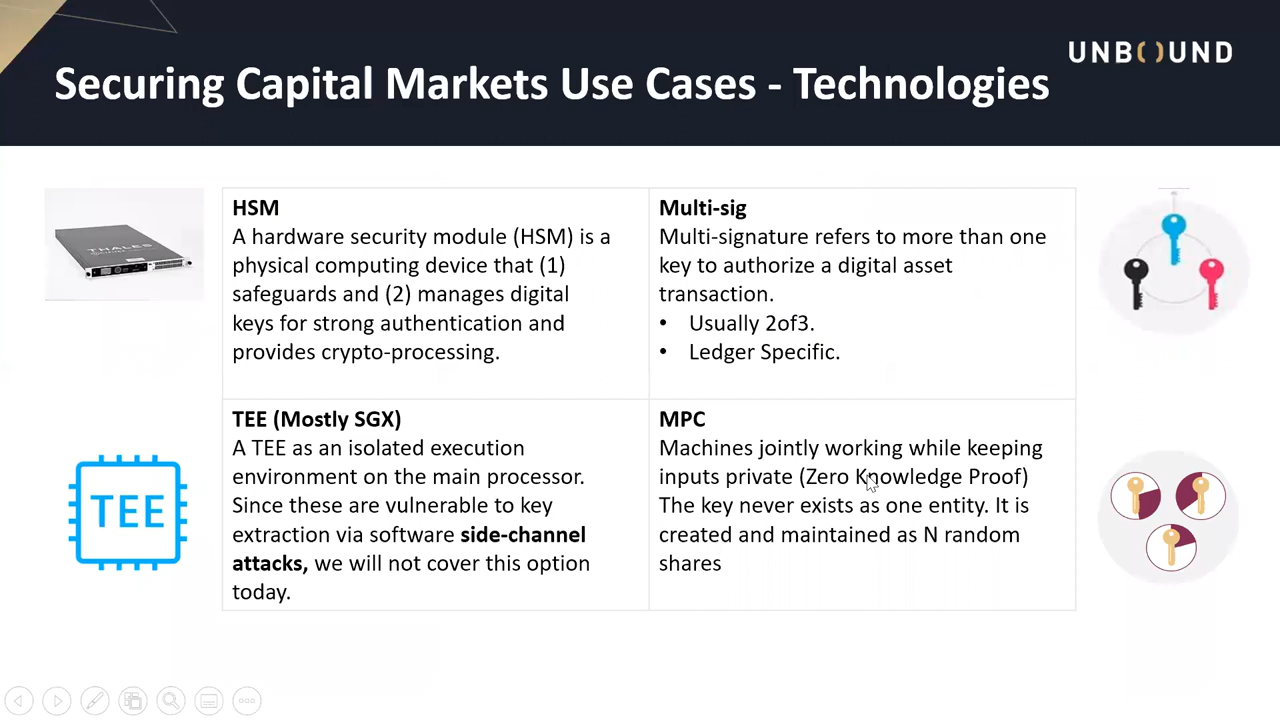 UNBOUND
Securing Capital Markets Use Cases - Technologies
HSM
A hardware security module (HSM) is a
physical computing device that (1)
safeguards and (2) manages digital
keys for strong authentication and
provides crypto-processing.
Multi-sig
Multi-signature refers to more than one
key to authorize a digital asset
transaction.
• Usually 2of3.
• Ledger Specific.
THALES
TEE (Mostly SGX)
A TEE as an isolated execution
environment on the main processor.
Since these are vulnerable to key
extraction via software side-channel
attacks, we will not cover this option
today.
TEE
MPC
Machines jointly working while keeping
inputs private (Zero Knowledge Proof)
The key never exists as one entity. It is
created and maintained as N random
shares